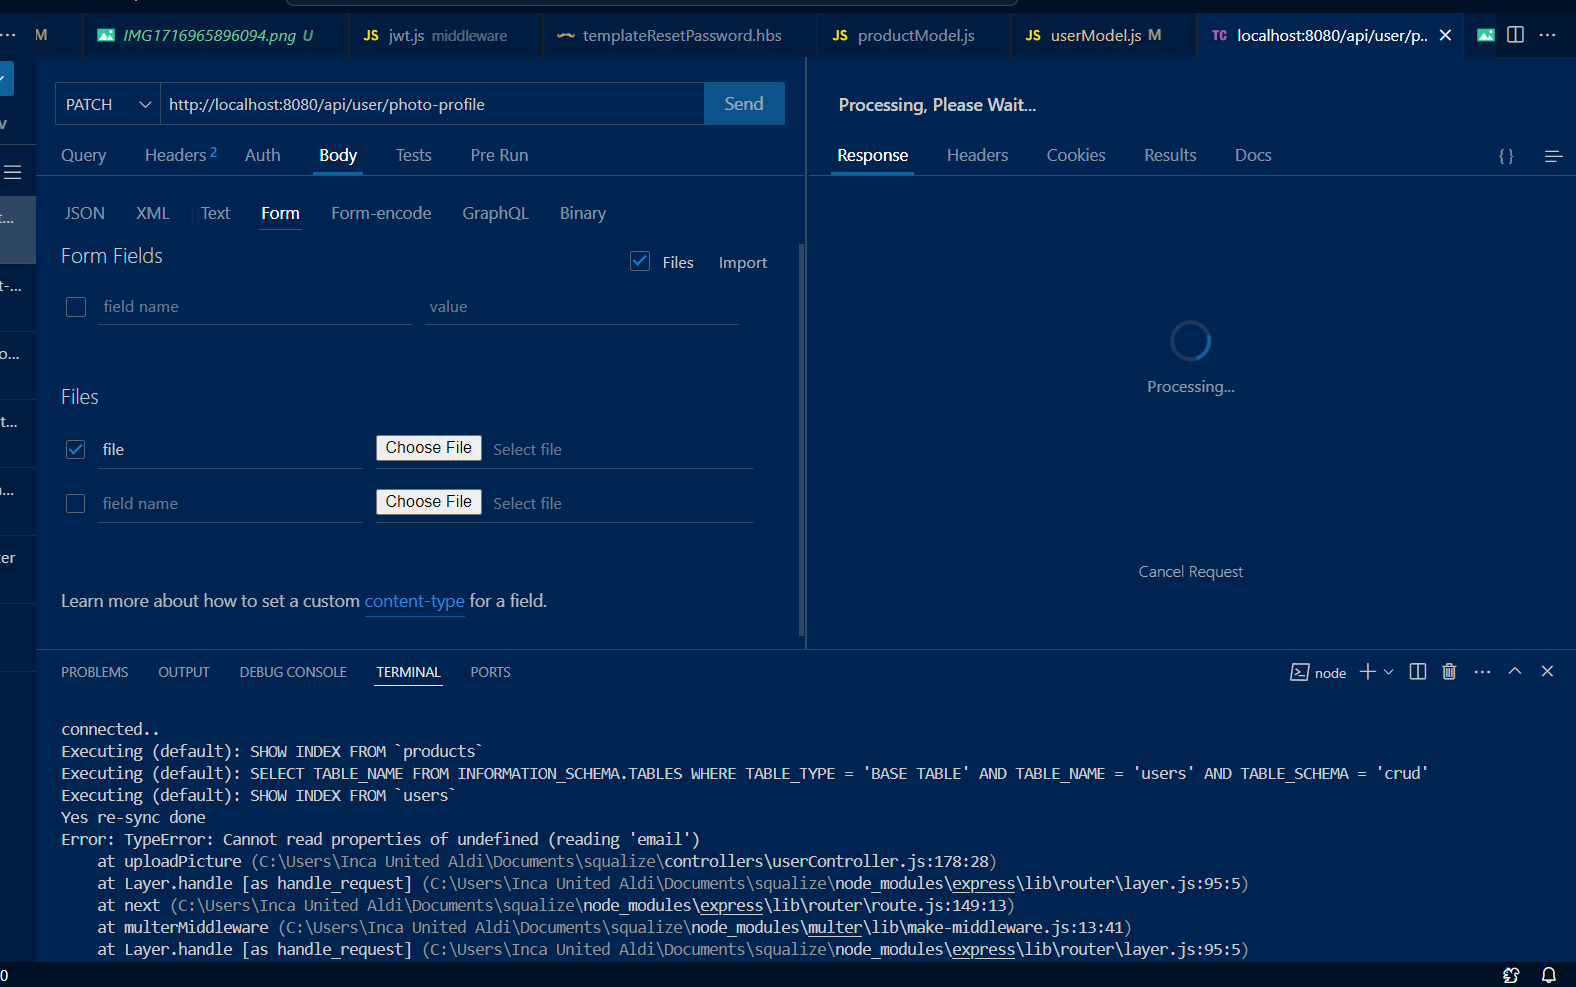 M IMG1716965896094.png U JS jwt.js middleware templateResetPassword.hbs JS productModel.js JS userModel.js M TC localhost:8080/api/user/p..
PATCH http://localhost:8080/api/user/photo-profile Send
Processing, Please Wait...
Query Headers 2 Auth Body Tests Pre Run
Response Headers Cookies Results Docs { }
JSON XML Text Form Form-encode GraphQL Binary
Form Fields
Files Import
field name value
Files
file Choose File Select file
field name Choose File Select file
Learn more about how to set a custom content-type for a field.
Processing...
Cancel Request
PROBLEMS OUTPUT DEBUG CONSOLE TERMINAL PORTS
node
connected..
Executing (default): SHOW INDEX FROM `products`
Executing (default): SELECT TABLE_NAME FROM INFORMATION_SCHEMA.TABLES WHERE TABLE_TYPE = 'BASE TABLE' AND TABLE_NAME = 'users' AND TABLE_SCHEMA = 'crud'
Executing (default): SHOW INDEX FROM `users`
Yes re-sync done
Error: TypeError: Cannot read properties of undefined (reading 'email')
at uploadPicture (C:\Users\Inca United Aldi\Documents\squalize\controllers\userController.js:178:28)
at Layer.handle [as handle_request] (C:\Users\Inca United Aldi\Documents\squalize\node_modules\express\lib\router\layer.js:95:5)
at next (C:\Users\Inca United Aldi\Documents\squalize\node_modules\express\lib\router\route.js:149:13)
at multerMiddleware (C:\Users\Inca United Aldi\Documents\squalize\node_modules\multer\lib\make-middleware.js:13:41)
at Layer.handle [as handle_request] (C:\Users\Inca United Aldi\Documents\squalize\node_modules\express\lib\router\layer.js:95:5)
0